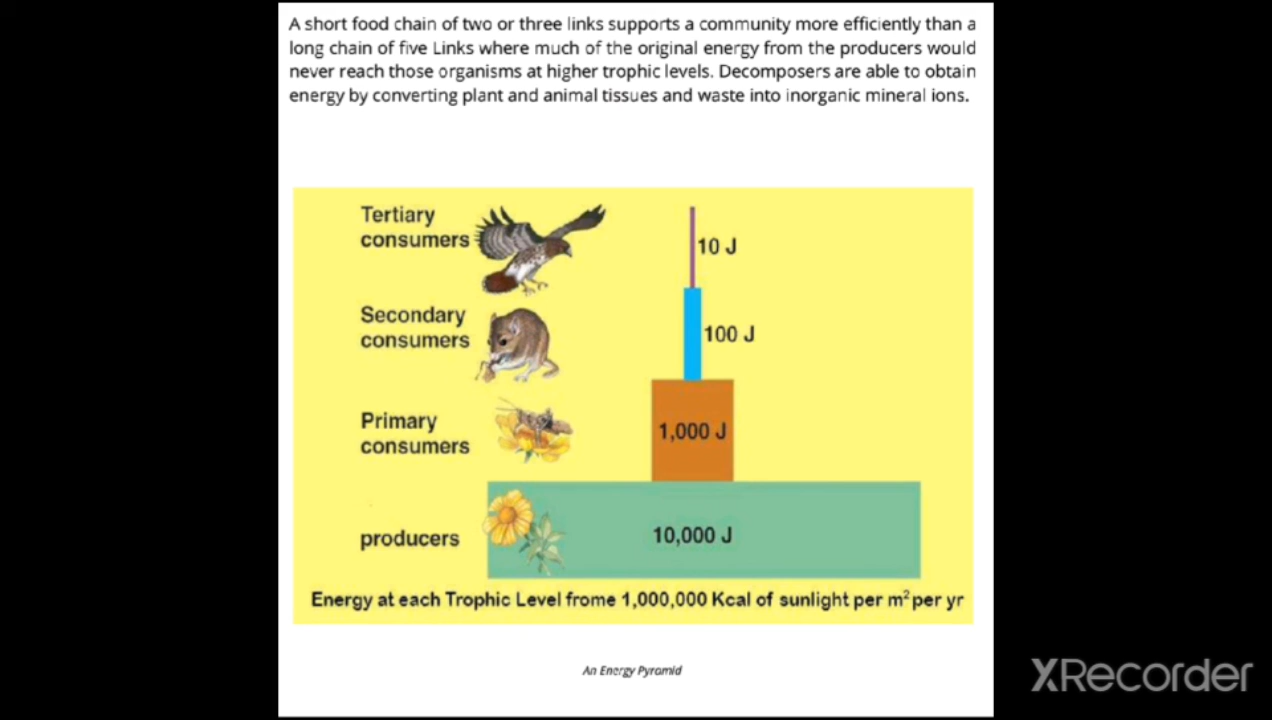 A short food chain of two or three links supports a community more efficiently than a
long chain of five Links where much of the original energy from the producers would
never reach those organisms at higher trophic levels. Decomposers are able to obtain
energy by converting plant and animal tissues and waste into inorganic mineral ions.
Tertiary
consumers
10 J
Secondary
consumers
100 J
Primary
consumers
1,000 J
producers
10,000 J
Energy at each Trophic Level frome 1,000,000 Kcal of sunlight per m² per yr
An Energy Pyramid
XRecorder